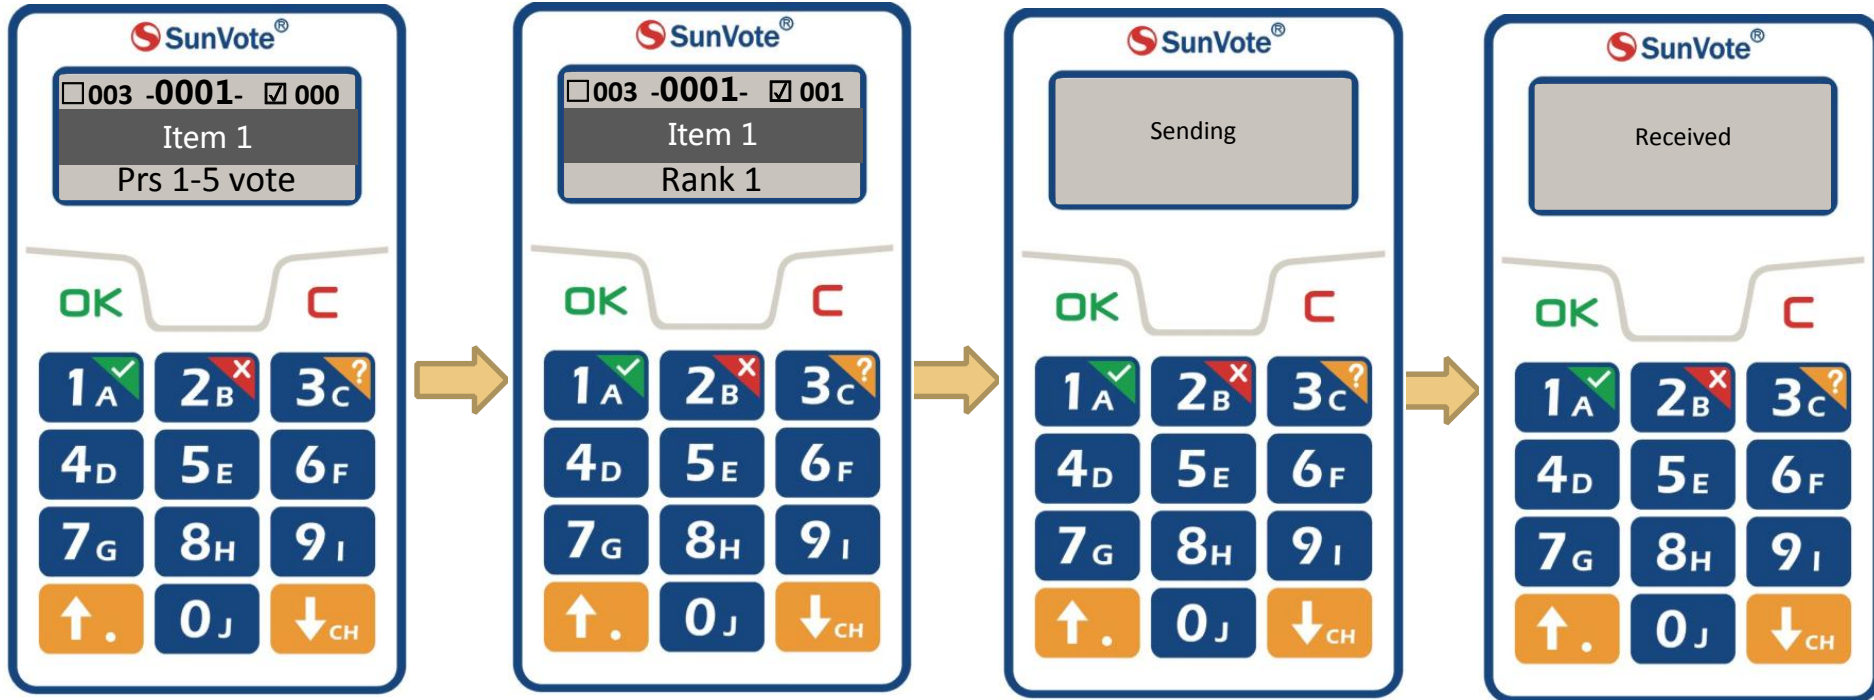 SunVote®
☐003 -0001- ☑ 000
Item 1
Prs 1-5 vote
OK C
1A 2B 3C?
4D 5E 6F
7G 8H 9I
. 0J CH
SunVote®
☐003 -0001- ☑ 001
Item 1
Rank 1
OK C
1A 2B 3C?
4D 5E 6F
7G 8H 9I
. 0J CH
SunVote®
Sending
OK C
1A 2B 3C?
4D 5E 6F
7G 8H 9I
. 0J CH
SunVote®
Received
OK C
1A 2B 3C?
4D 5E 6F
7G 8H 9I
. 0J CH